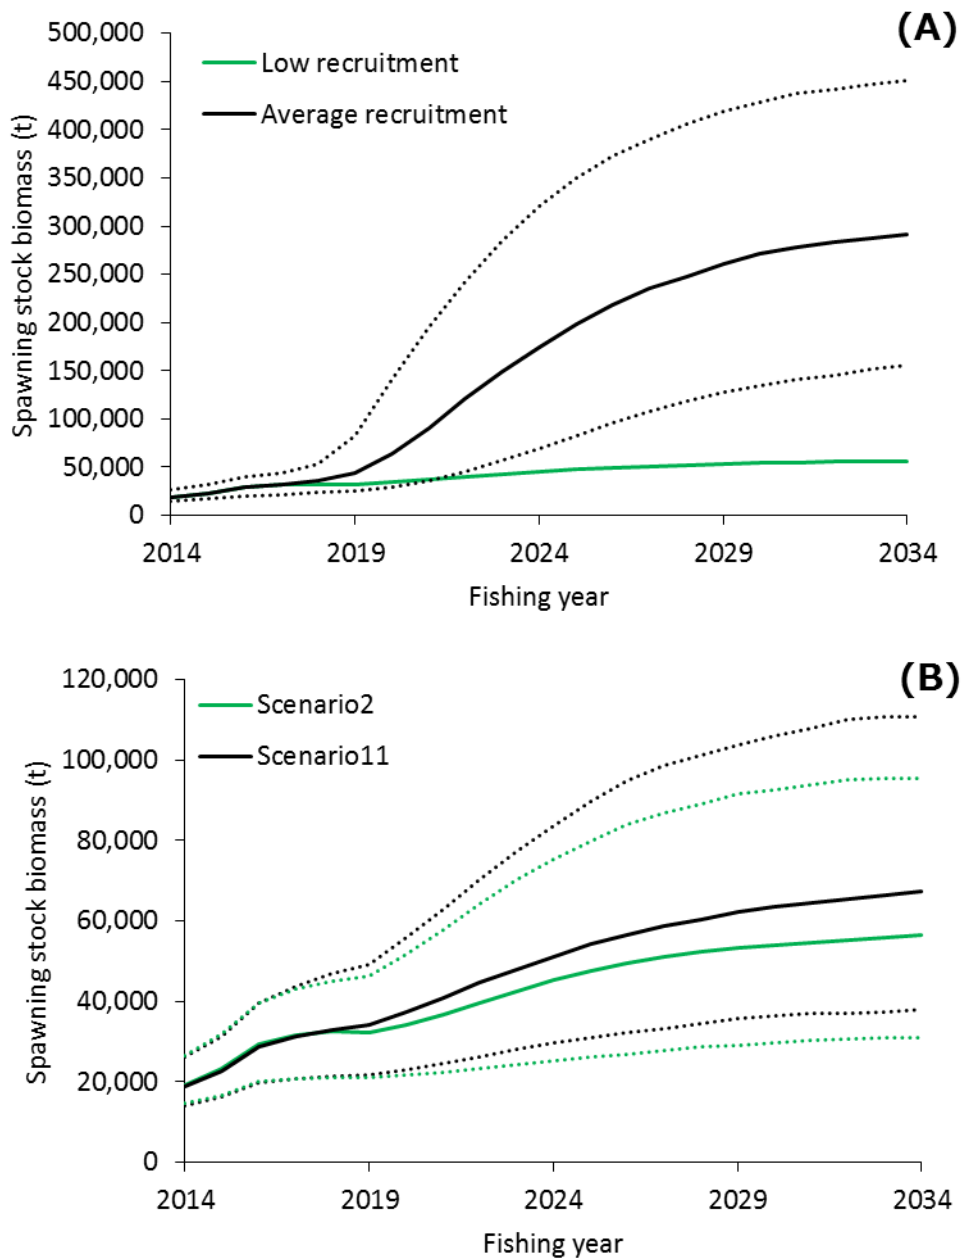 (A)
500,000
450,000
400,000
350,000
300,000
250,000
200,000
150,000
100,000
50,000
0
Spawning stock biomass (t)
Low recruitment
Average recruitment
2014 2019 2024 2029 2034
Fishing year
(B)
120,000
100,000
80,000
60,000
40,000
20,000
0
Spawning stock biomass (t)
Scenario2
Scenario11
2014 2019 2024 2029 2034
Fishing year